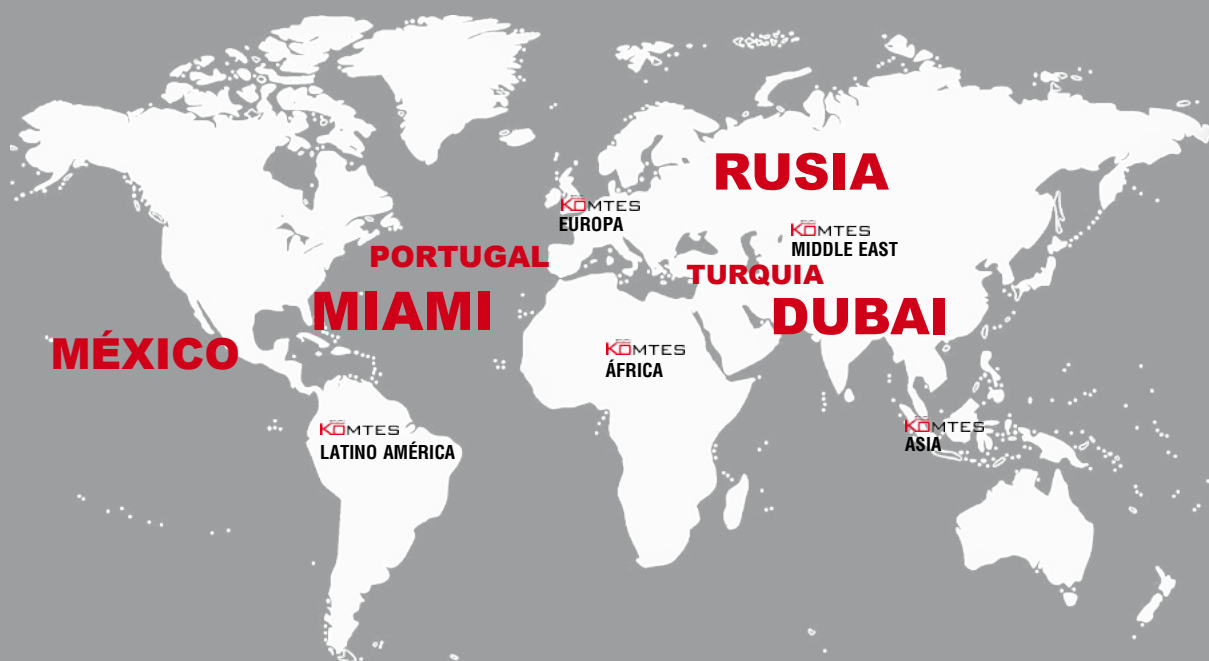 RUSIA
KOMTES
EUROPA
KOMTES
MIDDLE EAST
PORTUGAL
TURQUIA
MIAMI
DUBAI
MÉXICO
KOMTES
ÁFRICA
KOMTES
LATINO AMÉRICA
KOMTES
ASIA